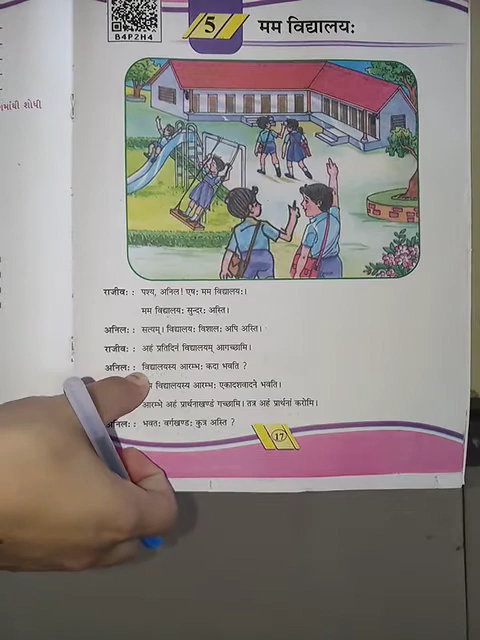 B4P2H4
5
मम विद्यालयः
માંથી શોધી
राजीवः : पश्य, अनिल! एषः मम विद्यालयः।
मम विद्यालयः सुन्दरः अस्ति।
अनिलः : सत्यम्। विद्यालयः विशालः अपि अस्ति।
राजीवः : अहं प्रतिदिनं विद्यालयम् आगच्छामि।
अनिलः : विद्यालयस्य आरम्भः कदा भवति ?
विद्यालयस्य आरम्भः एकादशवादने भवति।
आरम्भे अहं प्रार्थनाखण्डं गच्छामि। तत्र अहं प्रार्थनां करोमि।
अनिलः : भवतः वर्गखण्डः कुत्र अस्ति ?
17